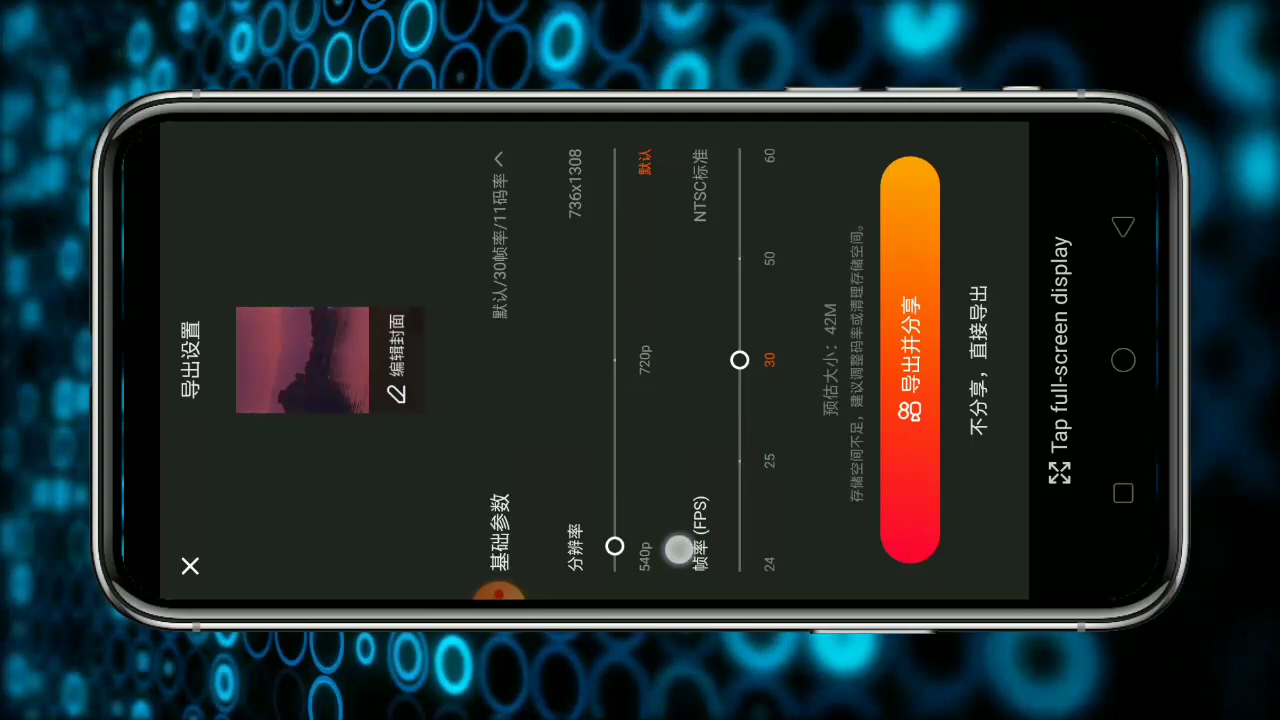 导出设置
编辑封面
基础参数 默认/30帧率/11码率
分辨率 736x1308
540p 720p 默认
帧率 (FPS) NTSC标准
24 25 30 50 60
预估大小：42M
存储空间不足，建议调整码率或清理存储空间。
导出并分享
不分享，直接导出
Tap full-screen display